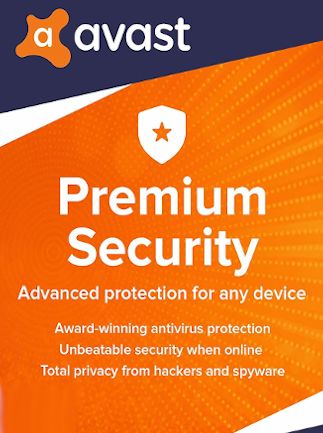 avast
Premium
Security
Advanced protection for any device
Award-winning antivirus protection
Unbeatable security when online
Total privacy from hackers and spyware